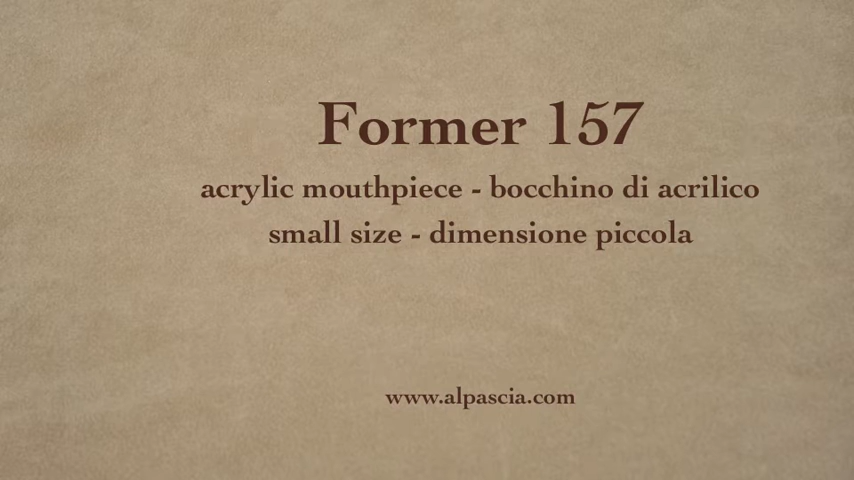 Former 157
acrylic mouthpiece - bocchino di acrilico
small size - dimensione piccola
www.alpascia.com